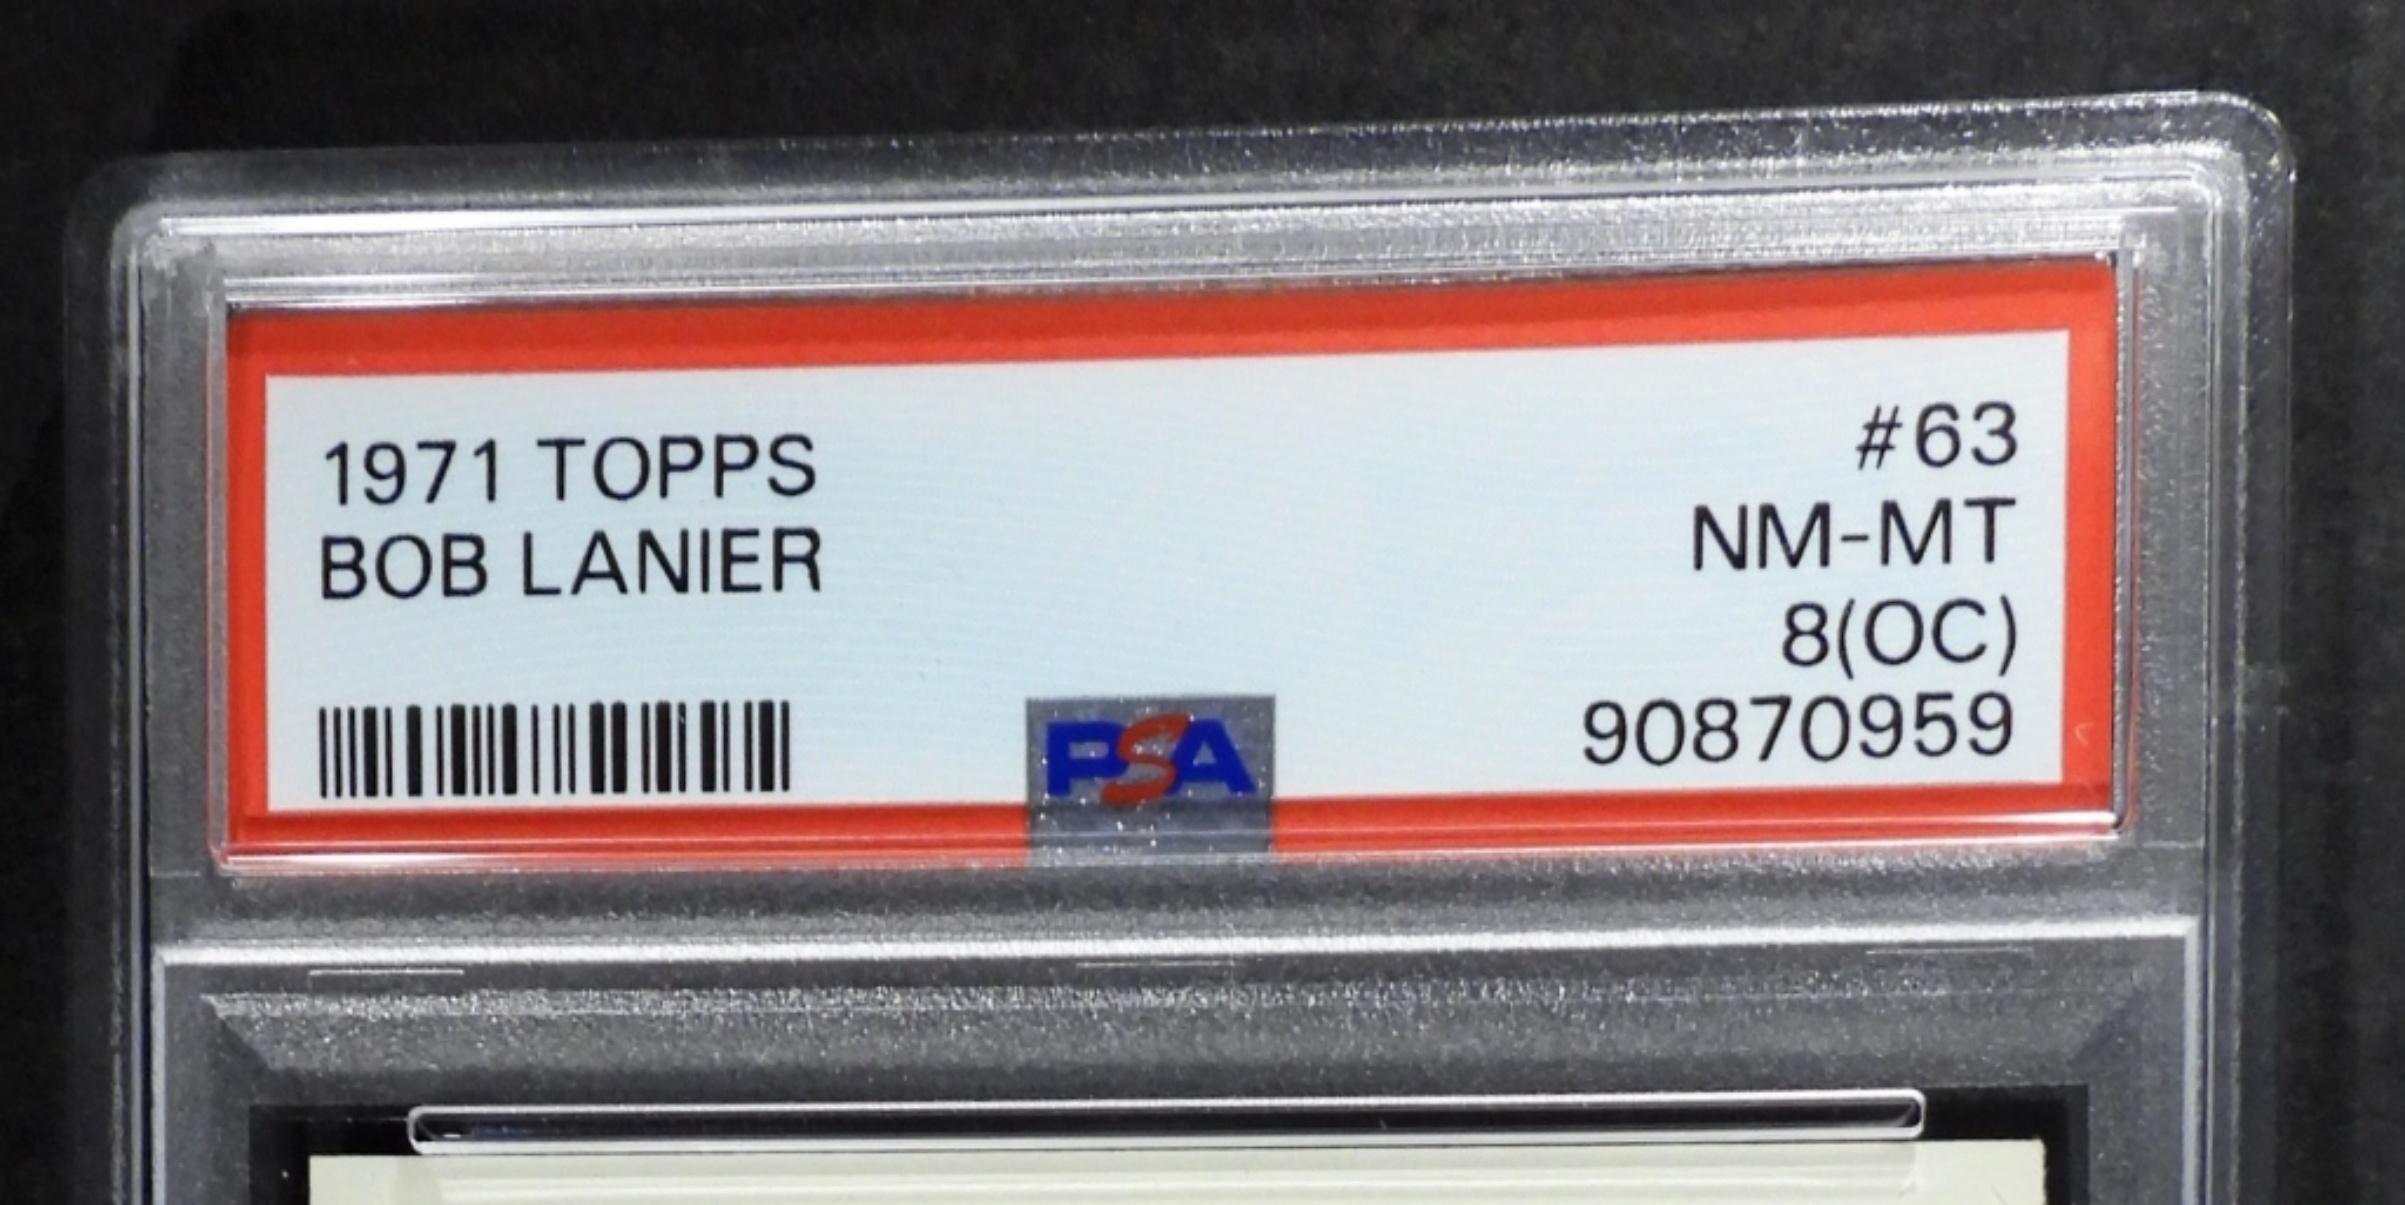 1971 TOPPS
BOB LANIER
#63
NM-MT
8(OC)
90870959
PSA